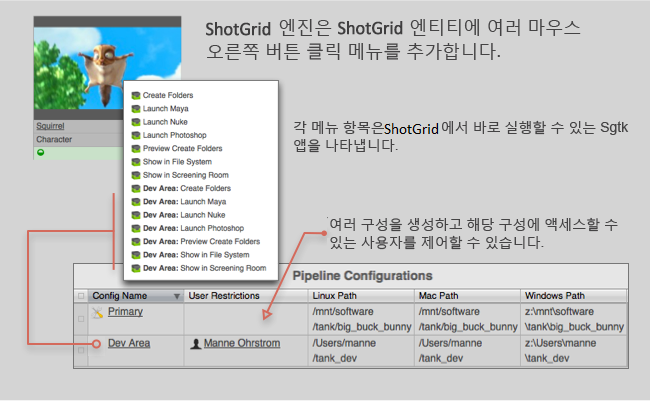 ShotGrid 엔진은 ShotGrid 엔티티에 여러 마우스
오른쪽 버튼 클릭 메뉴를 추가합니다.
Squirrel
Character
Create Folders
Launch Maya
Launch Nuke
Launch Photoshop
Preview Create Folders
Show in File System
Show in Screening Room
Dev Area: Create Folders
Dev Area: Launch Maya
Dev Area: Launch Nuke
Dev Area: Launch Photoshop
Dev Area: Preview Create Folders
Dev Area: Show in File System
Dev Area: Show in Screening Room
각 메뉴 항목은ShotGrid 에서 바로 실행할 수 있는 Sgtk
앱을 나타냅니다.
여러 구성을 생성하고 해당 구성에 액세스할 수
있는 사용자를 제어할 수 있습니다.
Pipeline Configurations
Config Name User Restrictions Linux Path Mac Path Windows Path
Primary /mnt/software /mnt/software z:\mnt\software
/tank/big_buck_bunny /tank/big_buck_bunny \tank\big_buck_bunny
Dev Area Manne Ohrstrom /Users/manne /Users/manne z:\Users\manne
/tank_dev /tank_dev \tank_dev